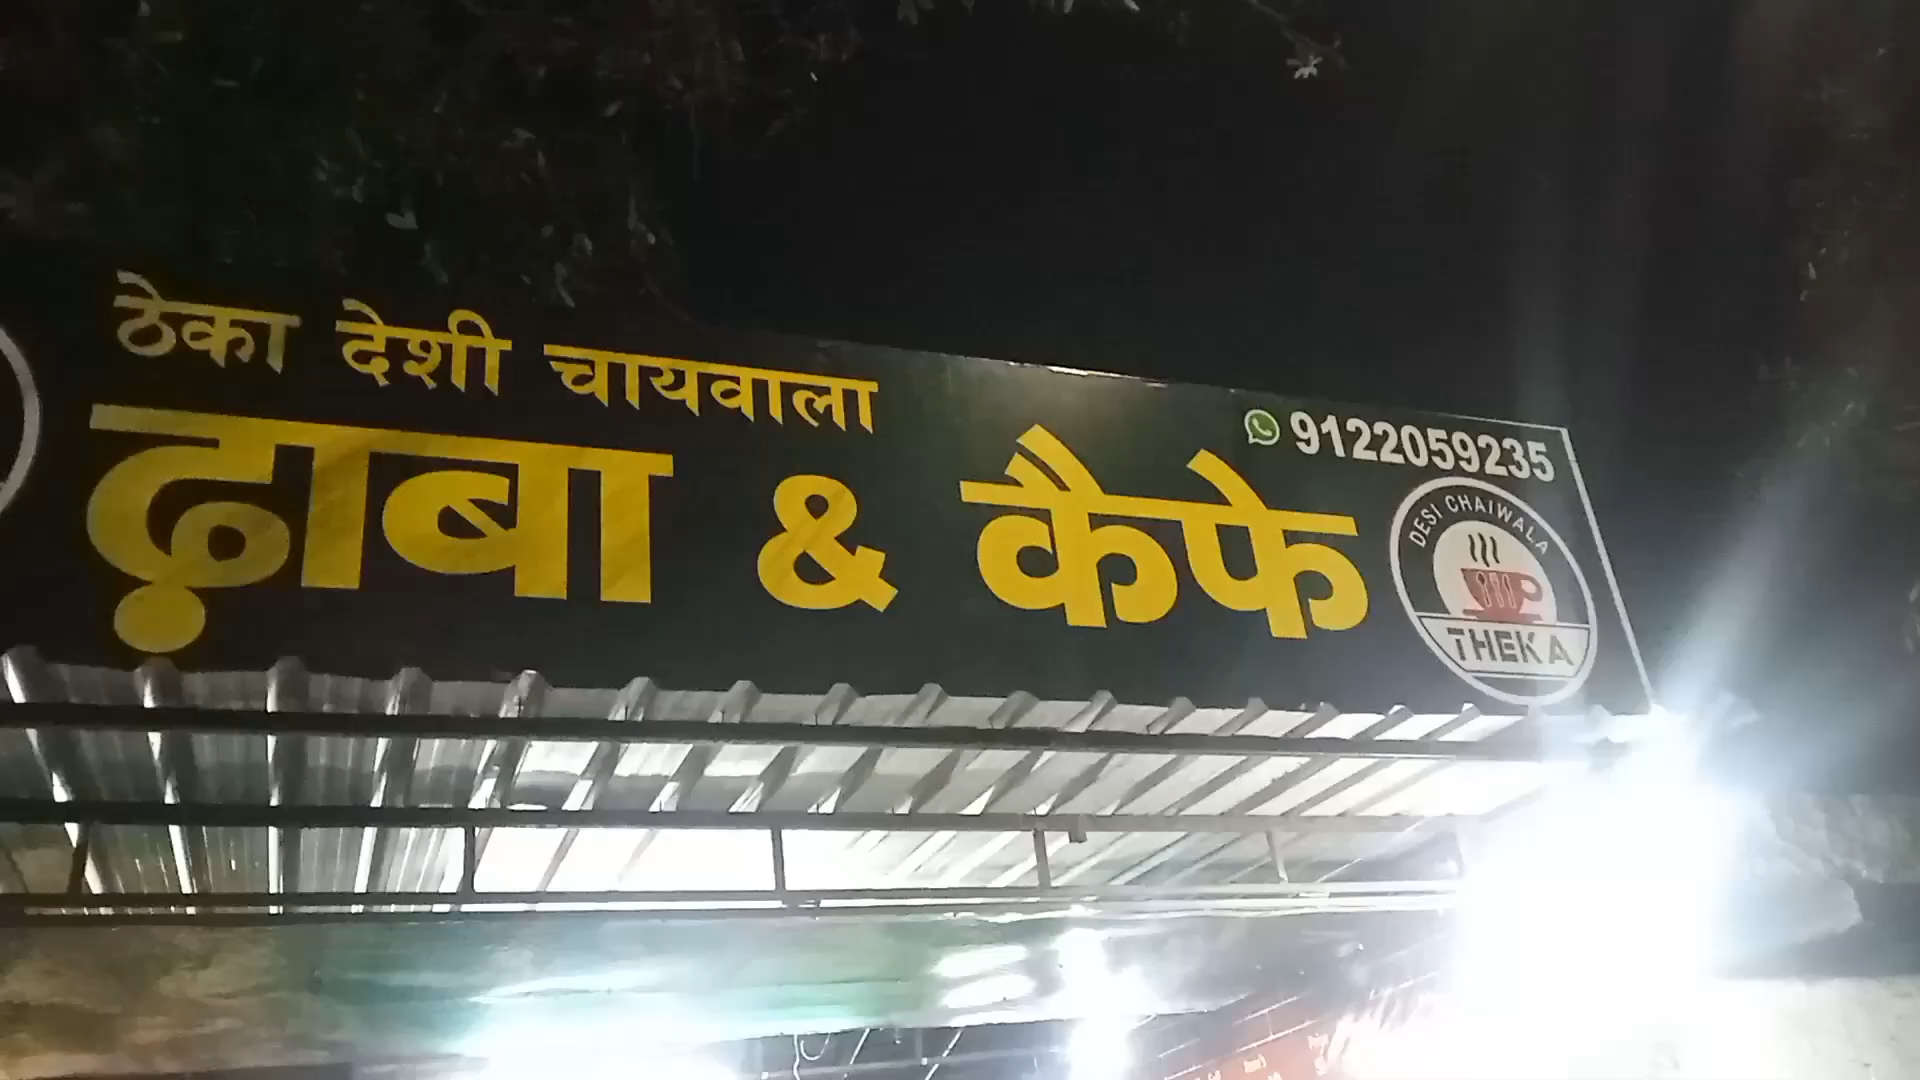 ठेका देशी चायवाला
ढ़ाबा & कैफे
9122059235
DESI CHAIWALA
THEKA